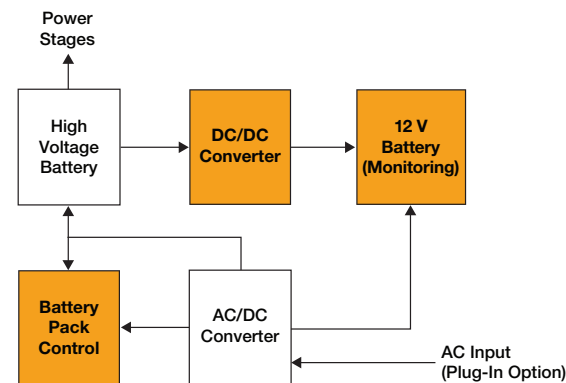 Power
Stages
High
Voltage
Battery
DC/DC
Converter
12 V
Battery
(Monitoring)
Battery
Pack
Control
AC/DC
Converter
AC Input
(Plug-In Option)